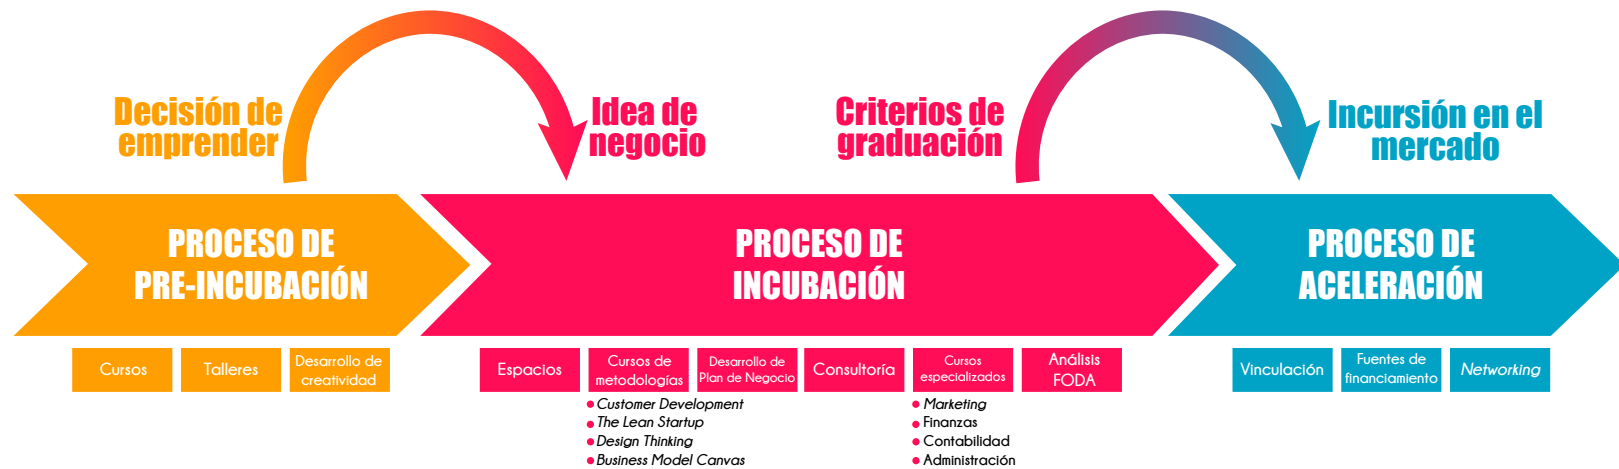 Decisión de
emprender
Idea de
negocio
Criterios de
graduación
Incursión en el
mercado
PROCESO DE
PRE-INCUBACIÓN
PROCESO DE
INCUBACIÓN
PROCESO DE
ACELERACIÓN
Cursos
Talleres
Desarrollo de
creatividad
Espacios
Cursos de
metodologías
Desarrollo de
Plan de Negocio
Consultoría
Cursos
especializados
Análisis
FODA
Vinculación
Fuentes de
financiamiento
Networking
Customer Development
The Lean Startup
Design Thinking
Business Model Canvas
Marketing
Finanzas
Contabilidad
Administración